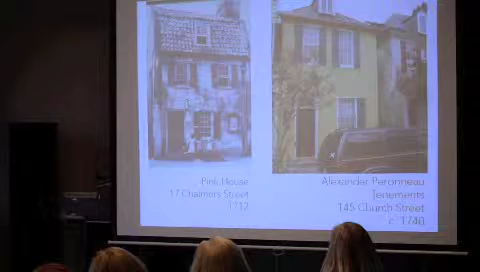 Pink House
17 Chalmers Street
1712
Alexander Peronneau
Tenements
145 Church Street
c. 1740